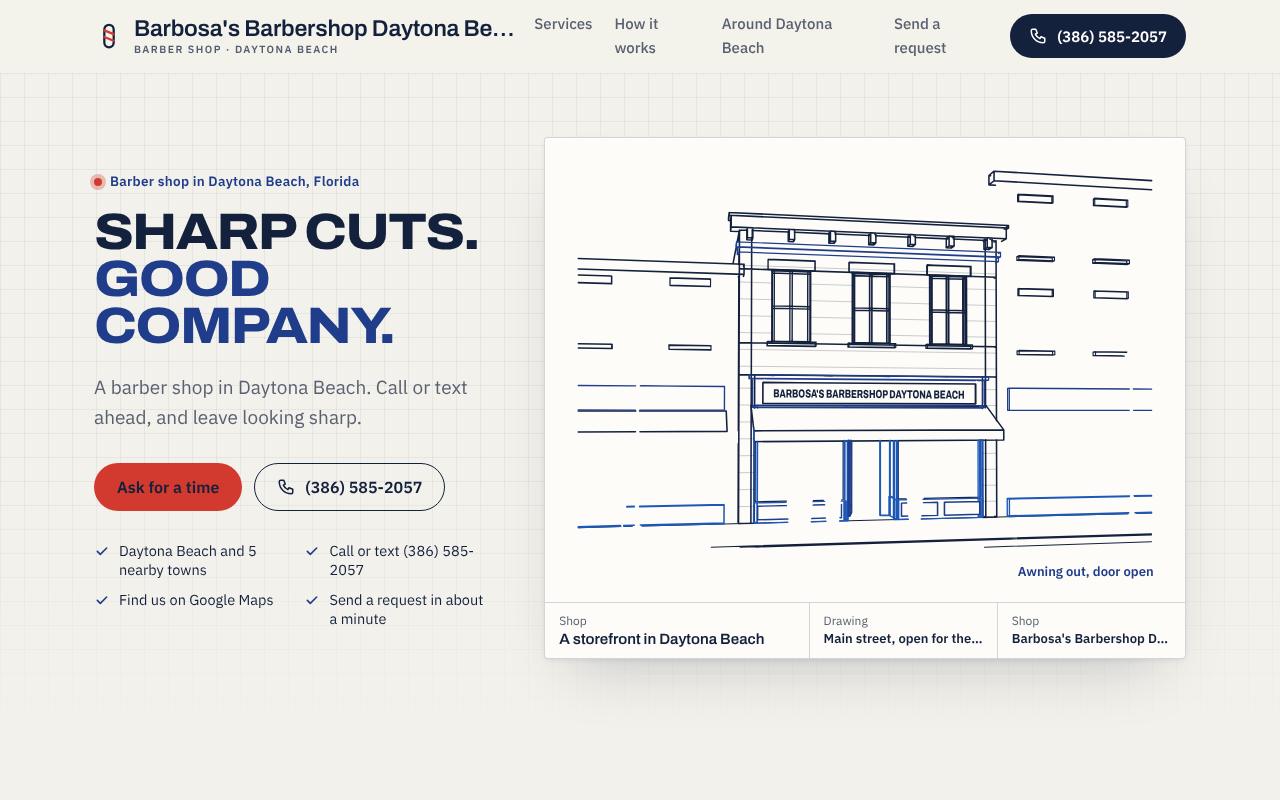 Barbosa's Barbershop Daytona Be...
BARBER SHOP · DAYTONA BEACH
Services
How it
works
Around Daytona
Beach
Send a
request
(386) 585-2057
Barber shop in Daytona Beach, Florida
SHARP CUTS.
GOOD
COMPANY.
A barber shop in Daytona Beach. Call or text
ahead, and leave looking sharp.
Ask for a time
(386) 585-2057
Daytona Beach and 5
nearby towns
Call or text (386) 585-
2057
Find us on Google Maps
Send a request in about
a minute
BARBOSA'S BARBERSHOP DAYTONA BEACH
Awning out, door open
Shop
A storefront in Daytona Beach
Drawing
Main street, open for the...
Shop
Barbosa's Barbershop D...